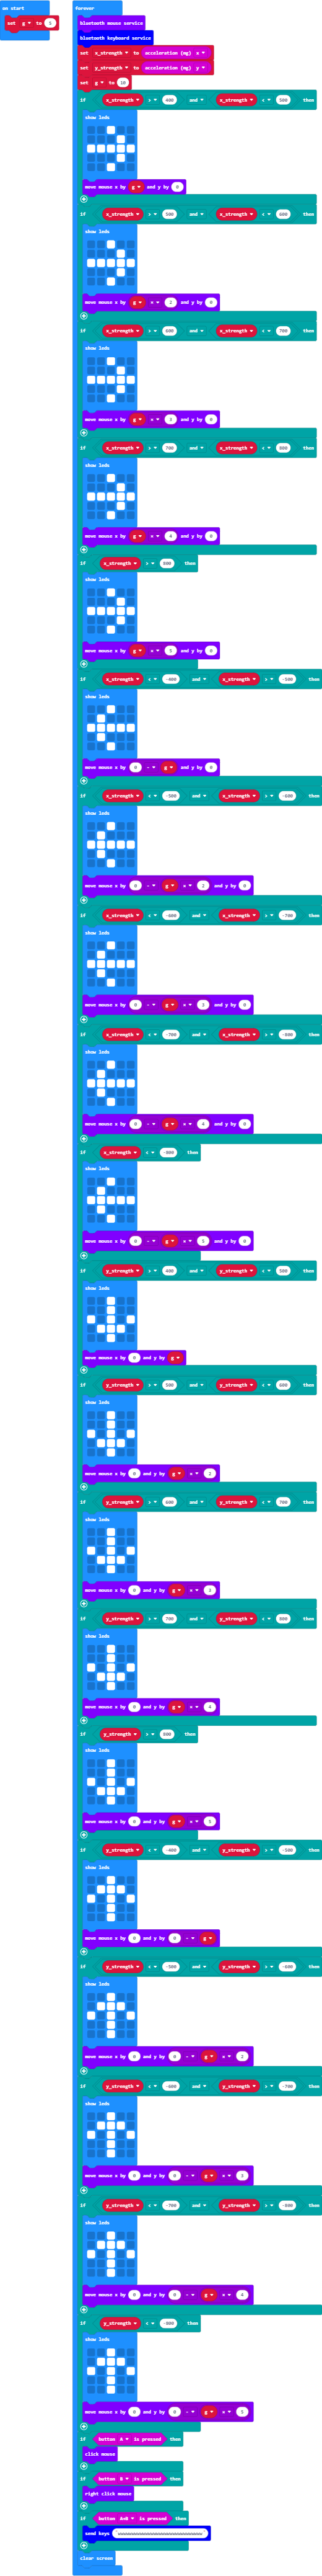 on start
set g to 5
forever
bluetooth mouse service
bluetooth keyboard service
set x_strength to acceleration (mg) x
set y_strength to acceleration (mg) y
set g to 10
if x_strength > 400 and x_strength < 500 then
show leds
move mouse x by g and y by 0
if x_strength > 500 and x_strength < 600 then
show leds
move mouse x by g × 2 and y by 0
if x_strength > 600 and x_strength < 700 then
show leds
move mouse x by g × 3 and y by 0
if x_strength > 700 and x_strength < 800 then
show leds
move mouse x by g × 4 and y by 0
if x_strength > 800 then
show leds
move mouse x by g × 5 and y by 0
if x_strength < -400 and x_strength > -500 then
show leds
move mouse x by 0 - g and y by 0
if x_strength < -500 and x_strength > -600 then
show leds
move mouse x by 0 - g × 2 and y by 0
if x_strength < -600 and x_strength > -700 then
show leds
move mouse x by 0 - g × 3 and y by 0
if x_strength < -700 and x_strength > -800 then
show leds
move mouse x by 0 - g × 4 and y by 0
if x_strength < -800 then
show leds
move mouse x by 0 - g × 5 and y by 0
if y_strength > 400 and y_strength < 500 then
show leds
move mouse x by 0 and y by g
if y_strength > 500 and y_strength < 600 then
show leds
move mouse x by 0 and y by g × 2
if y_strength > 600 and y_strength < 700 then
show leds
move mouse x by 0 and y by g × 3
if y_strength > 700 and y_strength < 800 then
show leds
move mouse x by 0 and y by g × 4
if y_strength > 800 then
show leds
move mouse x by 0 and y by g × 5
if y_strength < -400 and y_strength > -500 then
show leds
move mouse x by 0 and y by 0 - g
if y_strength < -500 and y_strength > -600 then
show leds
move mouse x by 0 and y by 0 - g × 2
if y_strength < -600 and y_strength > -700 then
show leds
move mouse x by 0 and y by 0 - g × 3
if y_strength < -700 and y_strength > -800 then
show leds
move mouse x by 0 and y by 0 - g × 4
if y_strength < -800 then
show leds
move mouse x by 0 and y by 0 - g × 5
if button A is pressed then
click mouse
if button B is pressed then
right click mouse
if button A+B is pressed then
send keys
clear screen